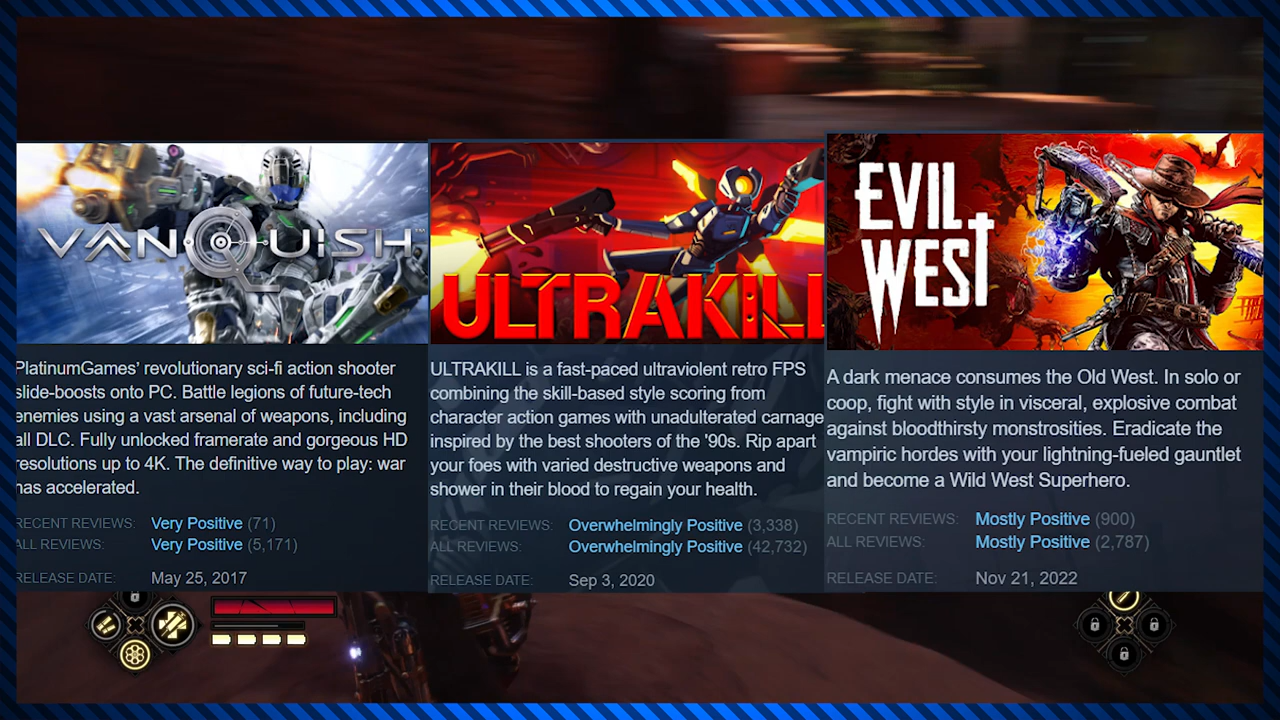 VANQUISH™
PlatinumGames' revolutionary sci-fi action shooter
slide-boosts onto PC. Battle legions of future-tech
enemies using a vast arsenal of weapons, including
all DLC. Fully unlocked framerate and gorgeous HD
resolutions up to 4K. The definitive way to play: war
has accelerated.
RECENT REVIEWS: Very Positive (71)
ALL REVIEWS: Very Positive (5,171)
RELEASE DATE: May 25, 2017
ULTRAKILL
ULTRAKILL is a fast-paced ultraviolent retro FPS
combining the skill-based style scoring from
character action games with unadulterated carnage
inspired by the best shooters of the '90s. Rip apart
your foes with varied destructive weapons and
shower in their blood to regain your health.
RECENT REVIEWS: Overwhelmingly Positive (3,338)
ALL REVIEWS: Overwhelmingly Positive (42,732)
RELEASE DATE: Sep 3, 2020
EVIL
WEST
A dark menace consumes the Old West. In solo or
coop, fight with style in visceral, explosive combat
against bloodthirsty monstrosities. Eradicate the
vampiric hordes with your lightning-fueled gauntlet
and become a Wild West Superhero.
RECENT REVIEWS: Mostly Positive (900)
ALL REVIEWS: Mostly Positive (2,787)
RELEASE DATE: Nov 21, 2022